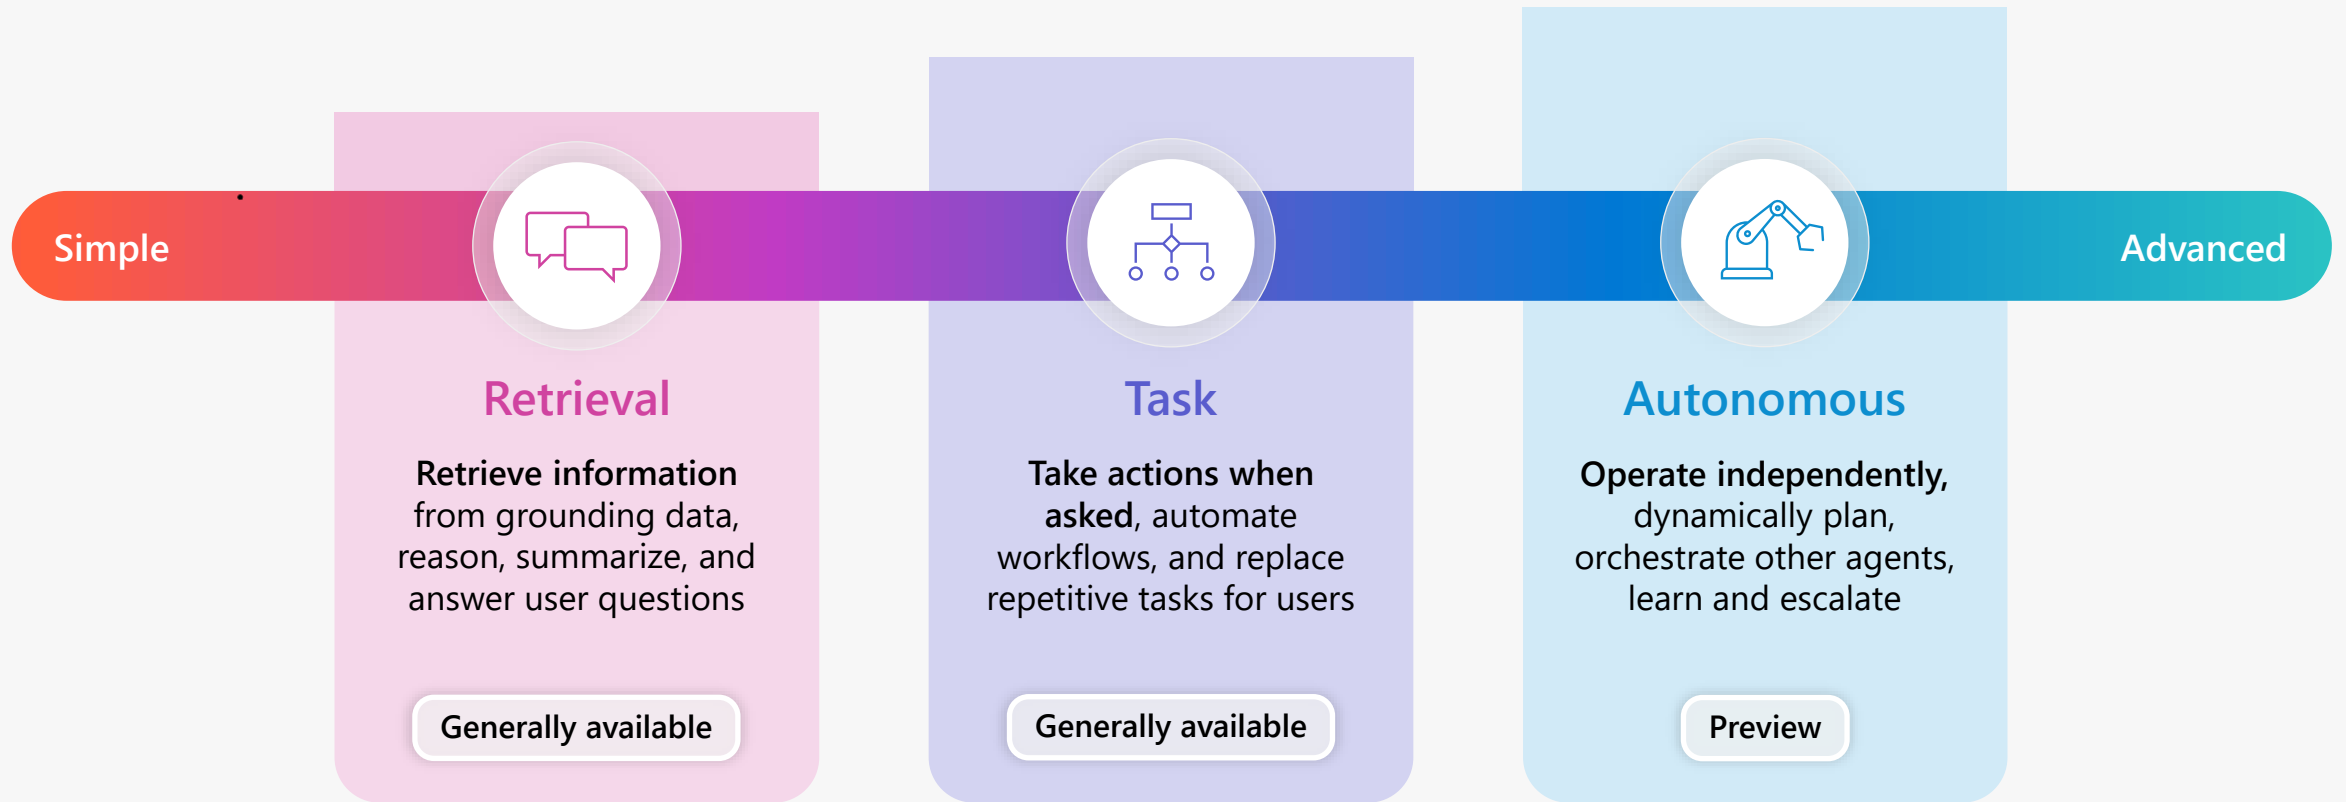 Simple
Advanced
Retrieval
Retrieve information
from grounding data,
reason, summarize, and
answer user questions
Generally available
Task
Take actions when
asked, automate
workflows, and replace
repetitive tasks for users
Generally available
Autonomous
Operate independently,
dynamically plan,
orchestrate other agents,
learn and escalate
Preview